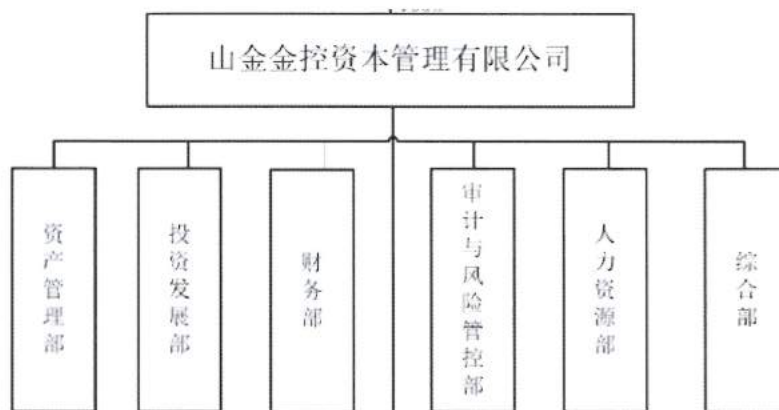 山金金控资本管理有限公司
资产管理部
投资发展部
财务部
审计与风险管控部
人力资源部
综合部